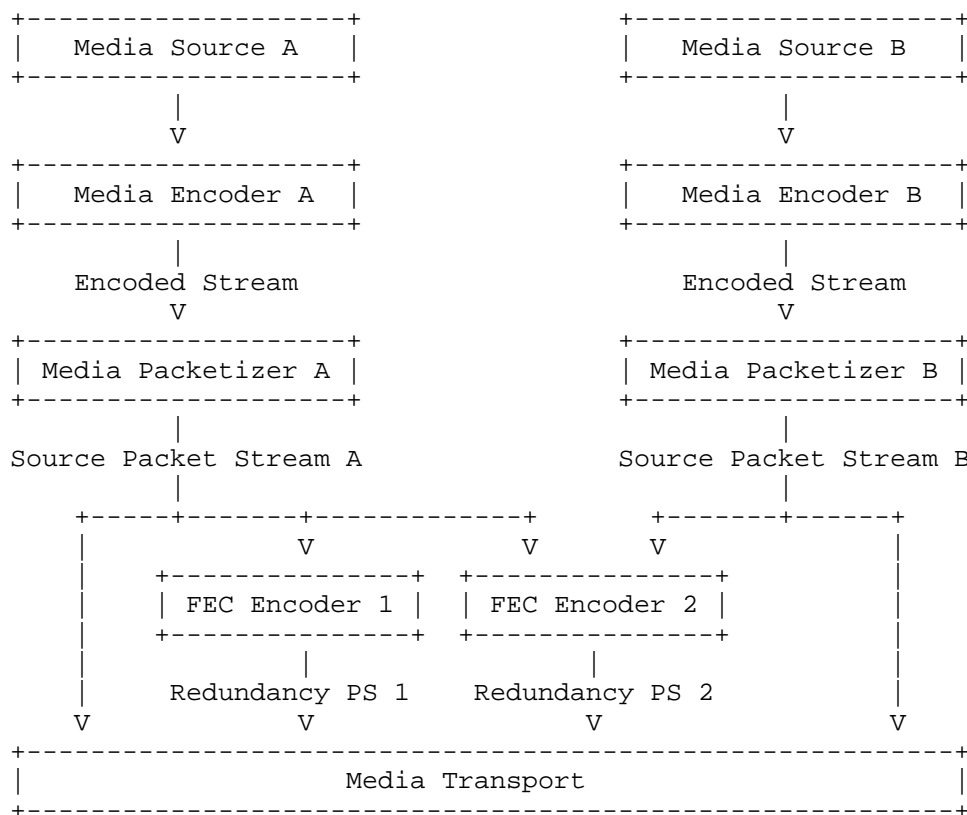 Media Source A Media Source B
V V
Media Encoder A Media Encoder B
Encoded Stream Encoded Stream
V V
Media Packetizer A Media Packetizer B
Source Packet Stream A Source Packet Stream B
V V V
FEC Encoder 1 FEC Encoder 2
Redundancy PS 1 Redundancy PS 2
V V V V
Media Transport